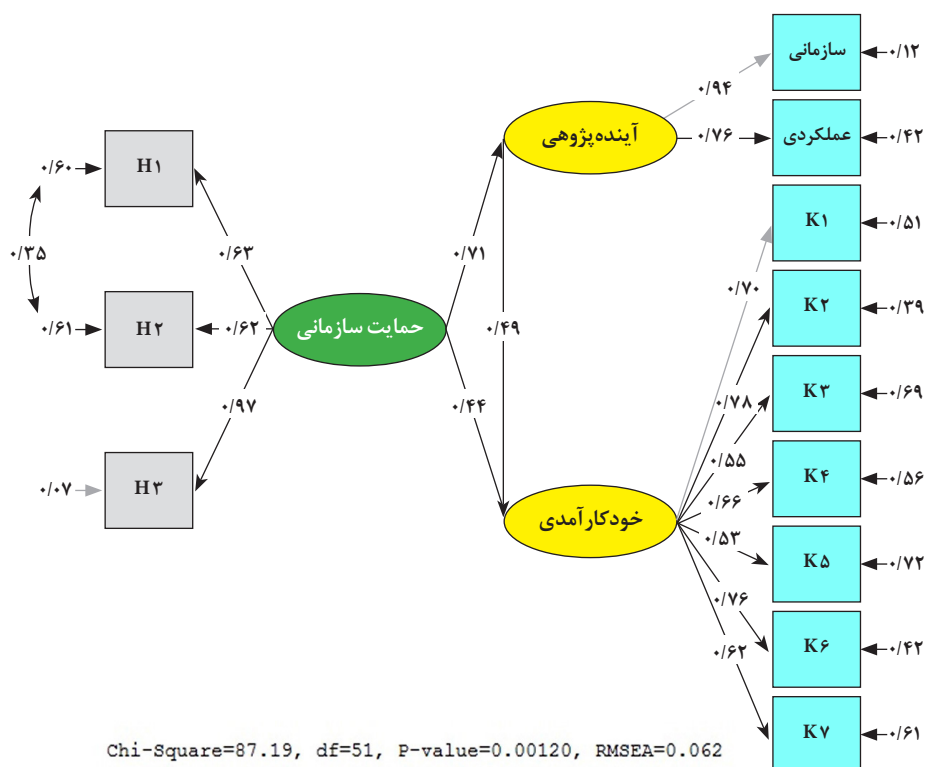 سازمانی
۰/۱۲
۰/۹۴
آینده‌پژوهی
عملکردی
۰/۴۲
۰/۷۶
H۱
۰/۶۰
K۱
۰/۵۱
۰/۶۳
۰/۷۱
۰/۳۵
۰/۷۰
K۲
۰/۳۹
H۲
۰/۶۱
۰/۶۲
حمایت سازمانی
۰/۴۹
K۳
۰/۶۹
۰/۷۸
۰/۹۷
۰/۴۴
۰/۵۵
K۴
۰/۵۶
H۳
۰/۰۷
۰/۶۶
خودکارآمدی
۰/۵۳
K۵
۰/۷۲
۰/۷۶
K۶
۰/۴۲
۰/۶۲
K۷
۰/۶۱
Chi-Square=87.19, df=51, P-value=0.00120, RMSEA=0.062